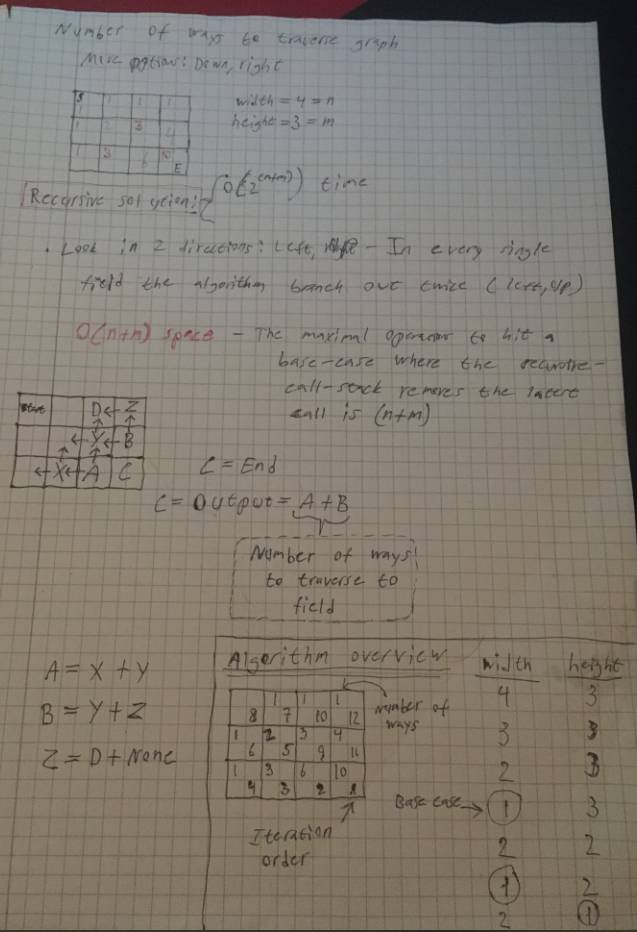 Number of ways to traverse graph
Move options: Down, right
S 1 1 1
1
1 2 3 4
1 3 6 10
E
width = 4 = n
height = 3 = m
Recursive solution: O(2^(n+m)) time
• Look in 2 directions: Left, - In every single
field the algorithm branch out twice (left, up)
O(n+m) space - The maximal to hit a
base-case where the recursive-
call-stack removes the latest
call is (n+m)
Start D ← Z
← Y ← B
← X ← A C
C = End
C = Output = A + B
Number of ways
to traverse to
field
A = X + Y
B = Y + Z
Z = D + None
Algorithm overview
1 1 1
8 7 10 12
1 2 3 4
6 5 9 11
1 3 6 10
4 3 2 1
Number of
ways
Iteration
order
Base case →
width height
4 3
3 3
2 3
1 3
2 2
1 2
2 1